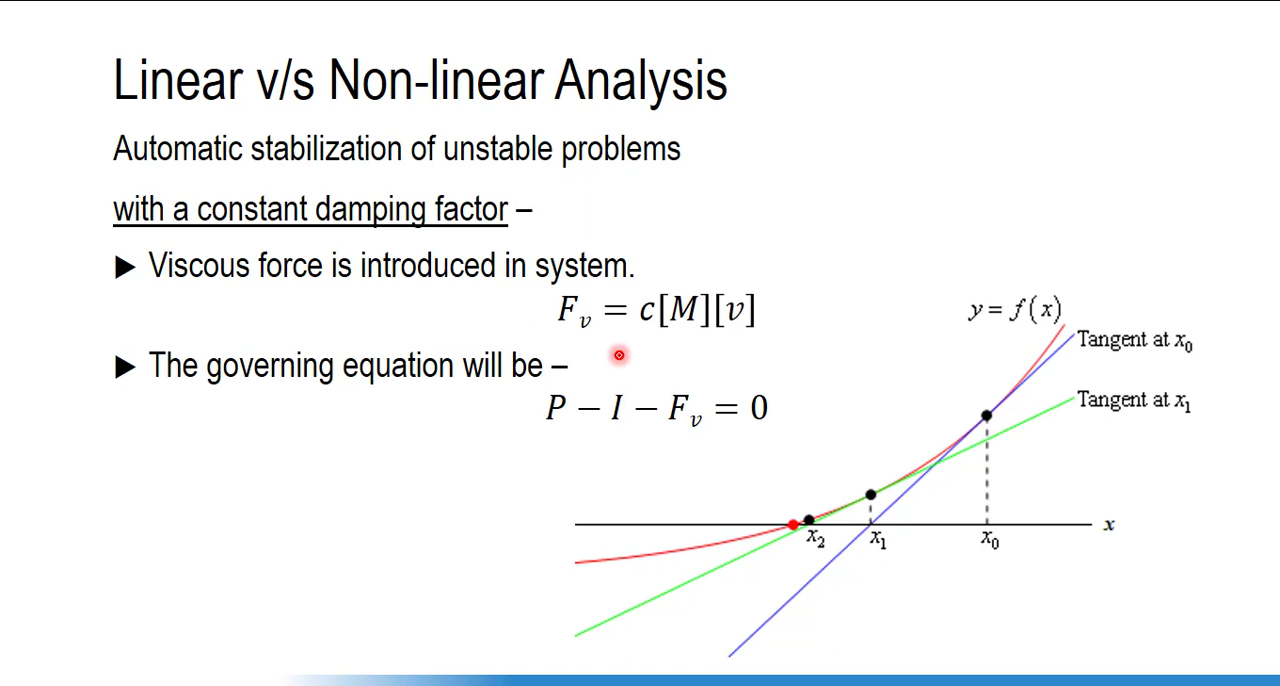 Linear v/s Non-linear Analysis
Automatic stabilization of unstable problems
with a constant damping factor –
▶ Viscous force is introduced in system.
F_v = c[M][v]
y = f(x)
Tangent at x_0
▶ The governing equation will be –
Tangent at x_1
P − I − F_v = 0
x
x_2 x_1 x_0